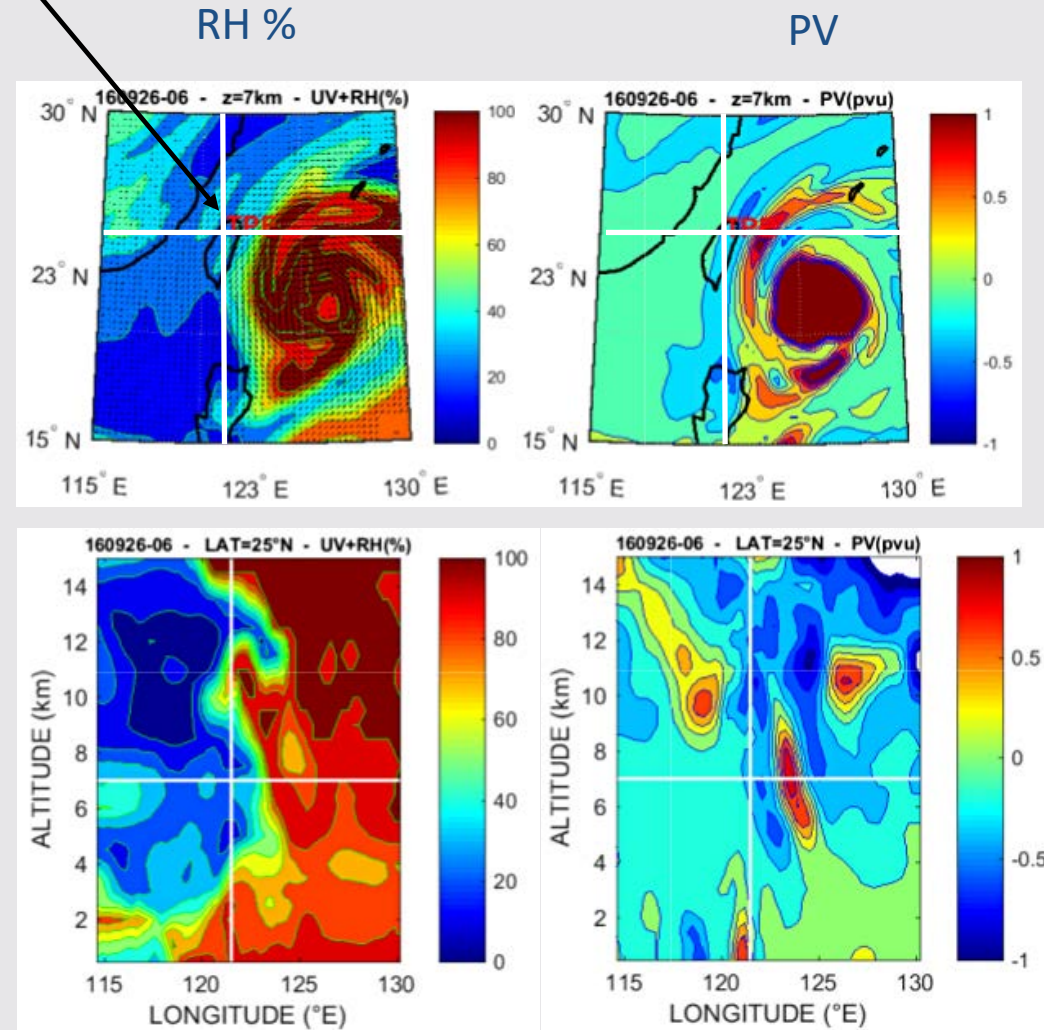 RH %
PV
160926-06 - z=7km - UV+RH(%)
30° N
23° N
15° N
115° E
123° E
130° E
100
80
60
40
20
0
160926-06 - z=7km - PV(pvu)
30° N
23° N
15° N
115° E
123° E
130° E
1
0.5
0
-0.5
-1
160926-06 - LAT=25°N - UV+RH(%)
ALTITUDE (km)
14
12
10
8
6
4
2
115
120
125
130
LONGITUDE (°E)
100
80
60
40
20
0
160926-06 - LAT=25°N - PV(pvu)
ALTITUDE (km)
14
12
10
8
6
4
2
115
120
125
130
LONGITUDE (°E)
1
0.5
0
-0.5
-1